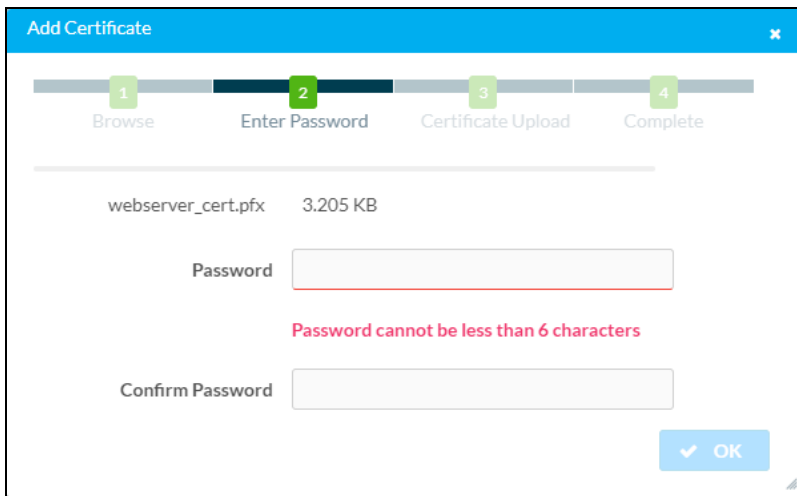 Add Certificate
1 2 3 4
Browse Enter Password Certificate Upload Complete
webserver_cert.pfx 3.205 KB
Password
Password cannot be less than 6 characters
Confirm Password
OK